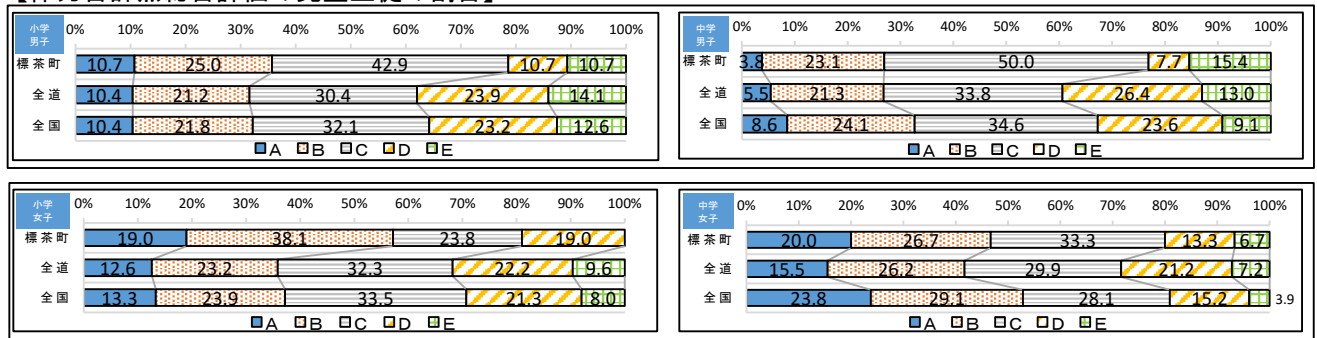 小学
男子
0% 10% 20% 30% 40% 50% 60% 70% 80% 90% 100%
標茶町 10.7 25.0 42.9 10.7 10.7
全道 10.4 21.2 30.4 23.9 14.1
全国 10.4 21.8 32.1 23.2 12.6
A B C D E
中学
男子
0% 10% 20% 30% 40% 50% 60% 70% 80% 90% 100%
標茶町 3.8 23.1 50.0 7.7 15.4
全道 5.5 21.3 33.8 26.4 13.0
全国 8.6 24.1 34.6 23.6 9.1
A B C D E
小学
女子
0% 10% 20% 30% 40% 50% 60% 70% 80% 90% 100%
標茶町 19.0 38.1 23.8 19.0
全道 12.6 23.2 32.3 22.2 9.6
全国 13.3 23.9 33.5 21.3 8.0
A B C D E
中学
女子
0% 10% 20% 30% 40% 50% 60% 70% 80% 90% 100%
標茶町 20.0 26.7 33.3 13.3 6.7
全道 15.5 26.2 29.9 21.2 7.2
全国 23.8 29.1 28.1 15.2 3.9
A B C D E